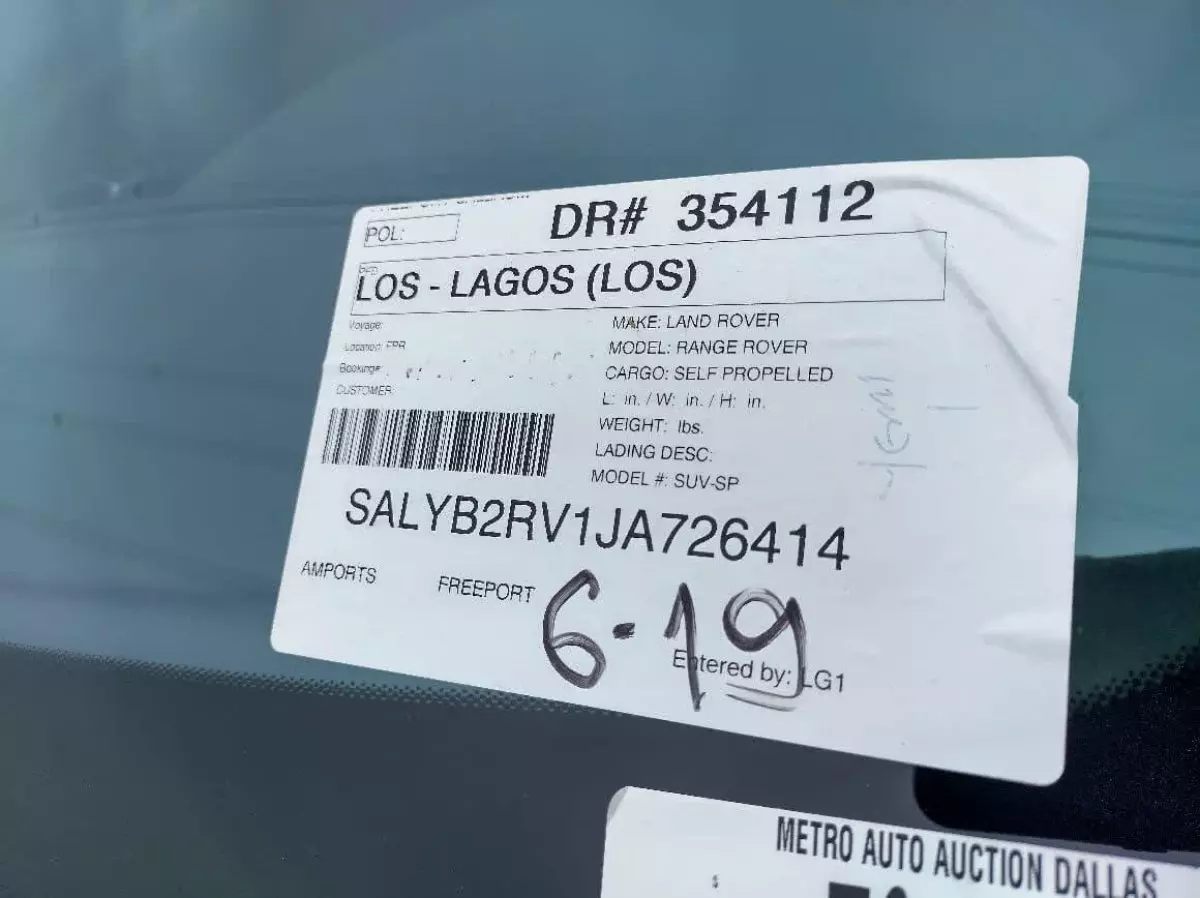 DR# 354112
POL:
LOS - LAGOS (LOS)
Voyage:
MAKE: LAND ROVER
Location: FPR
MODEL: RANGE ROVER
Booking#:
CARGO: SELF PROPELLED
CUSTOMER:
L: in. / W: in. / H: in.
WEIGHT: lbs.
LADING DESC:
MODEL #: SUV-SP
SALYB2RV1JA726414
AMPORTS FREEPORT
6-19
Entered by: LG1
METRO AUTO AUCTION DALLAS